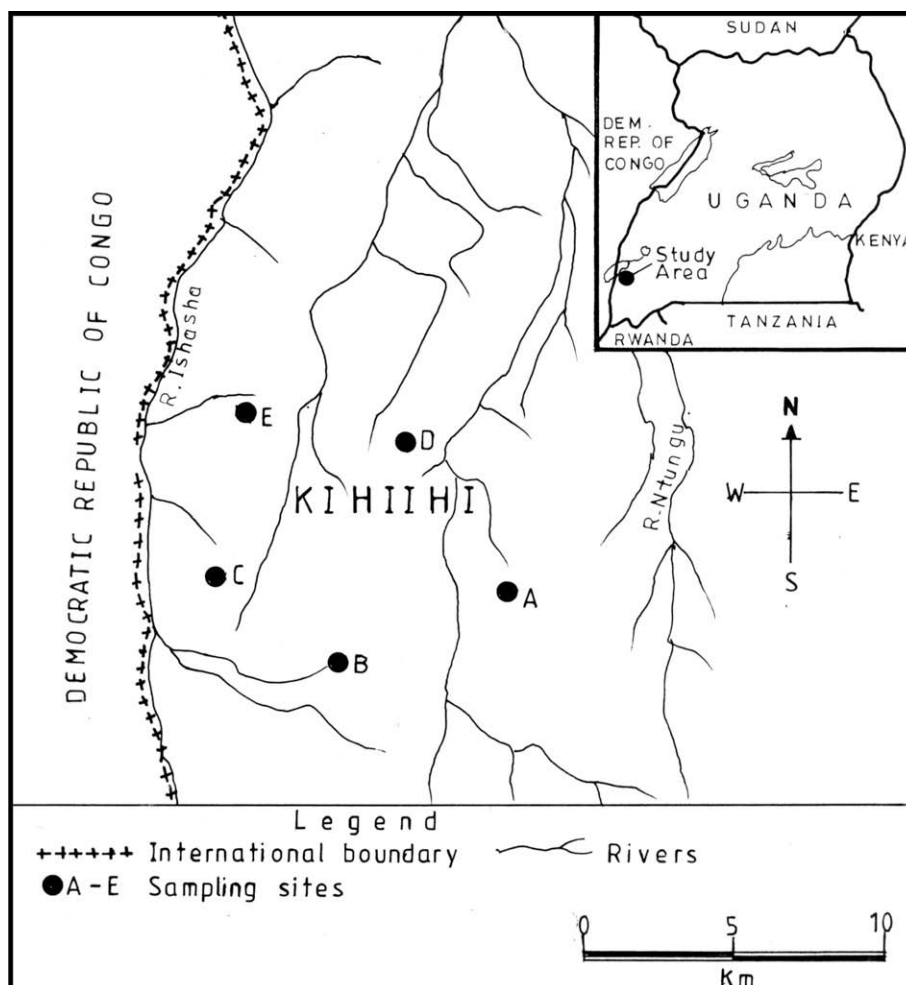 SUDAN
DEM.
REP. OF
CONGO
UGANDA
KENYA
Study
Area
TANZANIA
RWANDA
DEMOCRATIC REPUBLIC OF CONGO
R. Ishasha
E
D
KIHIIHI
R. Ntungu
N
W E
S
C
A
B
Legend
International boundary
Rivers
A - E Sampling sites
0 5 10
Km